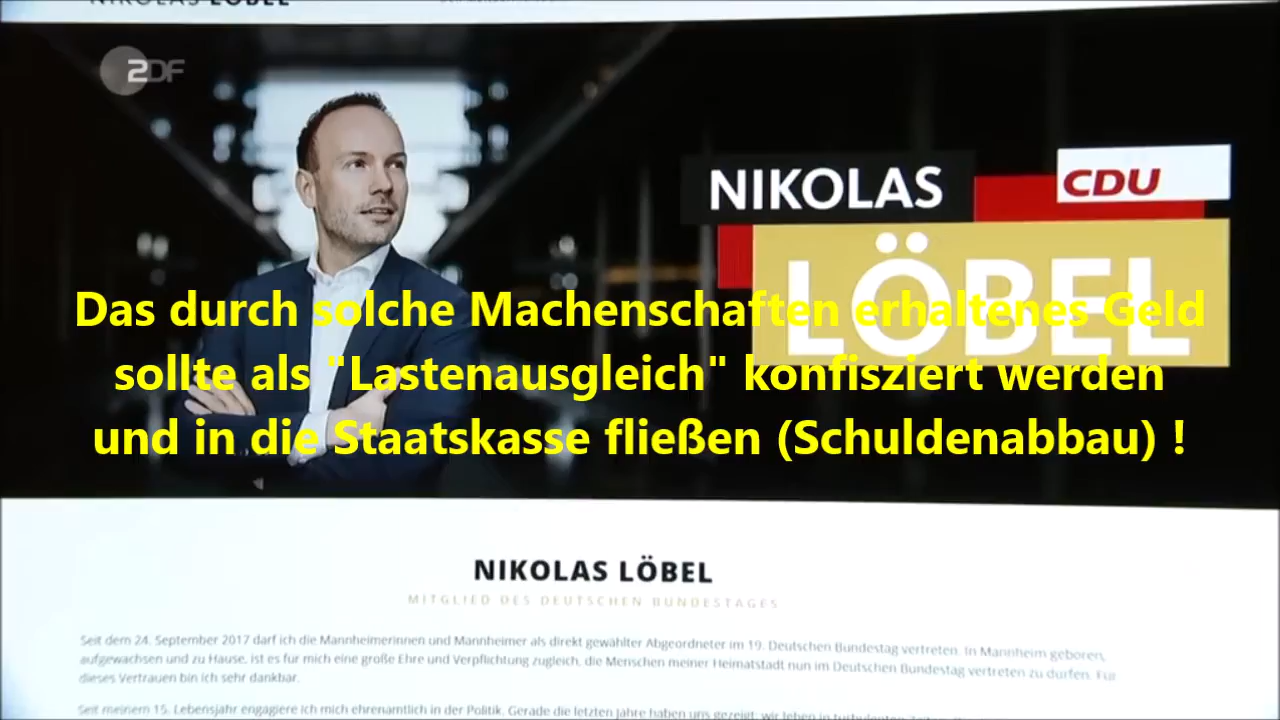 NIKOLAS LÖBEL
ZDF
NIKOLAS
CDU
LÖBEL
Das durch solche Machenschaften erhaltenes Geld
sollte als "Lastenausgleich" konfisziert werden
und in die Staatskasse fließen (Schuldenabbau) !
NIKOLAS LÖBEL
MITGLIED DES DEUTSCHEN BUNDESTAGES
Seit dem 24. September 2017 darf ich die Mannheimerinnen und Mannheimer als direkt gewählter Abgeordneter im 19. Deutschen Bundestag vertreten. In Mannheim geboren,
aufgewachsen und zu Hause, ist es für mich eine große Ehre und Verpflichtung zugleich, die Menschen meiner Heimatstadt nun im Deutschen Bundestag vertreten zu dürfen. Für
dieses Vertrauen bin ich sehr dankbar.
Seit meinem 15. Lebensjahr engagiere ich mich ehrenamtlich in der Politik. Gerade die letzten Jahre haben uns gezeigt: wir leben in turbulenten